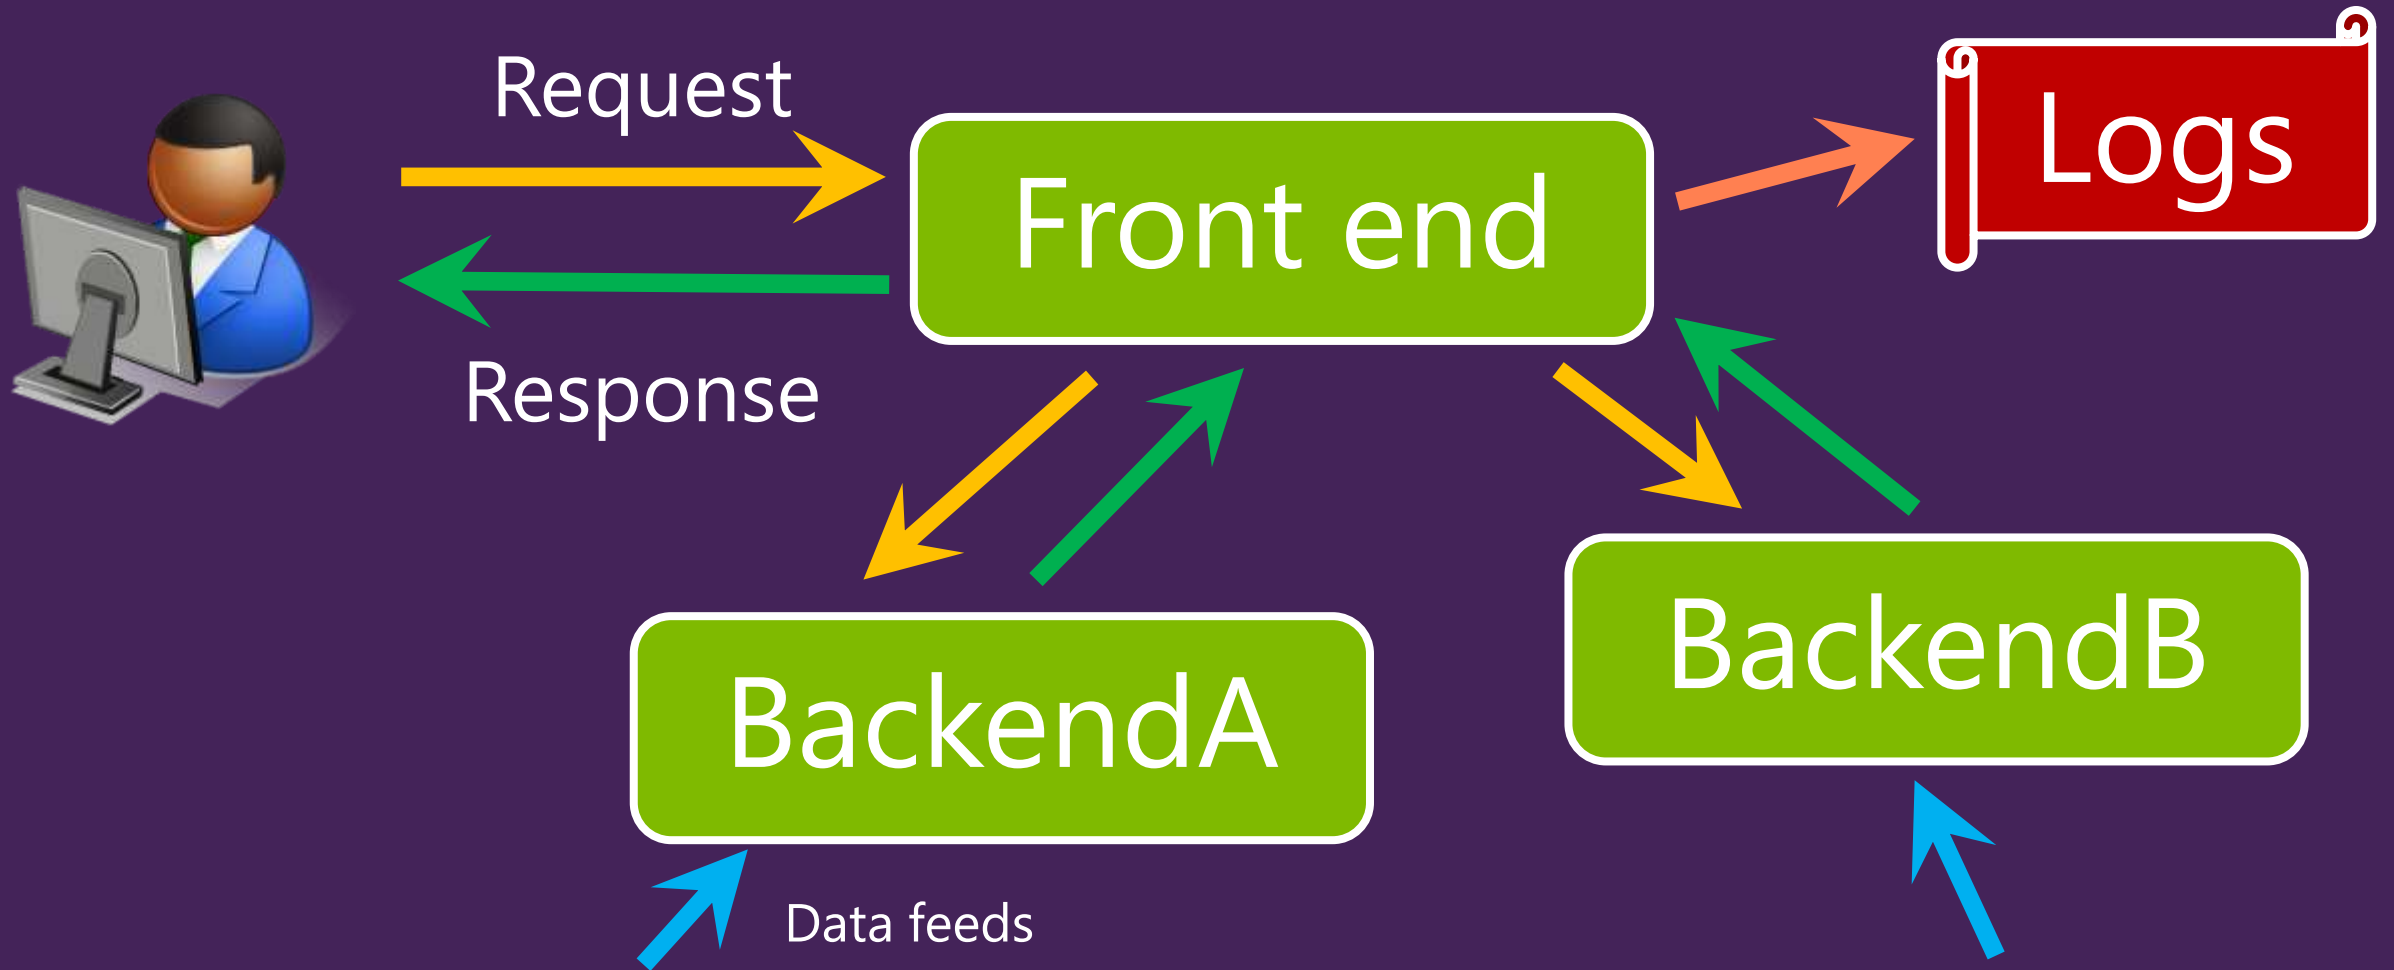 Request
Logs
Front end
Response
BackendB
BackendA
Data feeds